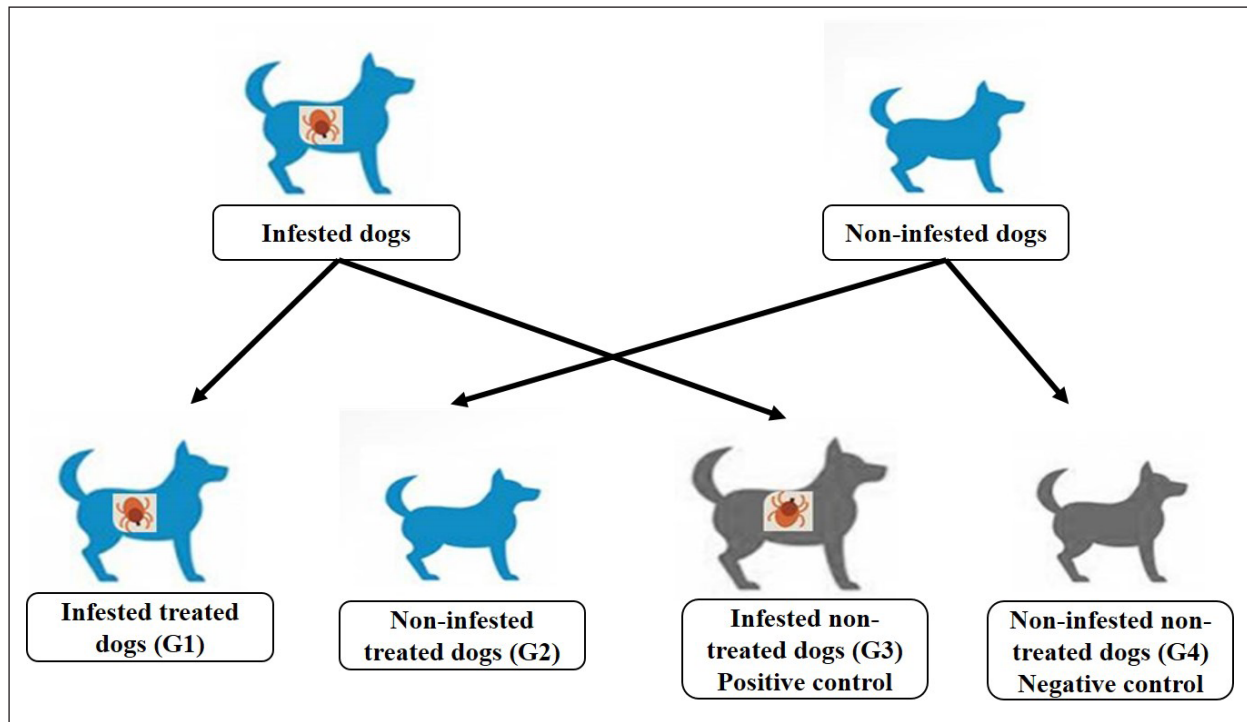 Infested dogs
Non-infested dogs
Infested treated
dogs (G1)
Non-infested
treated dogs (G2)
Infested non-
treated dogs (G3)
Positive control
Non-infested non-
treated dogs (G4)
Negative control